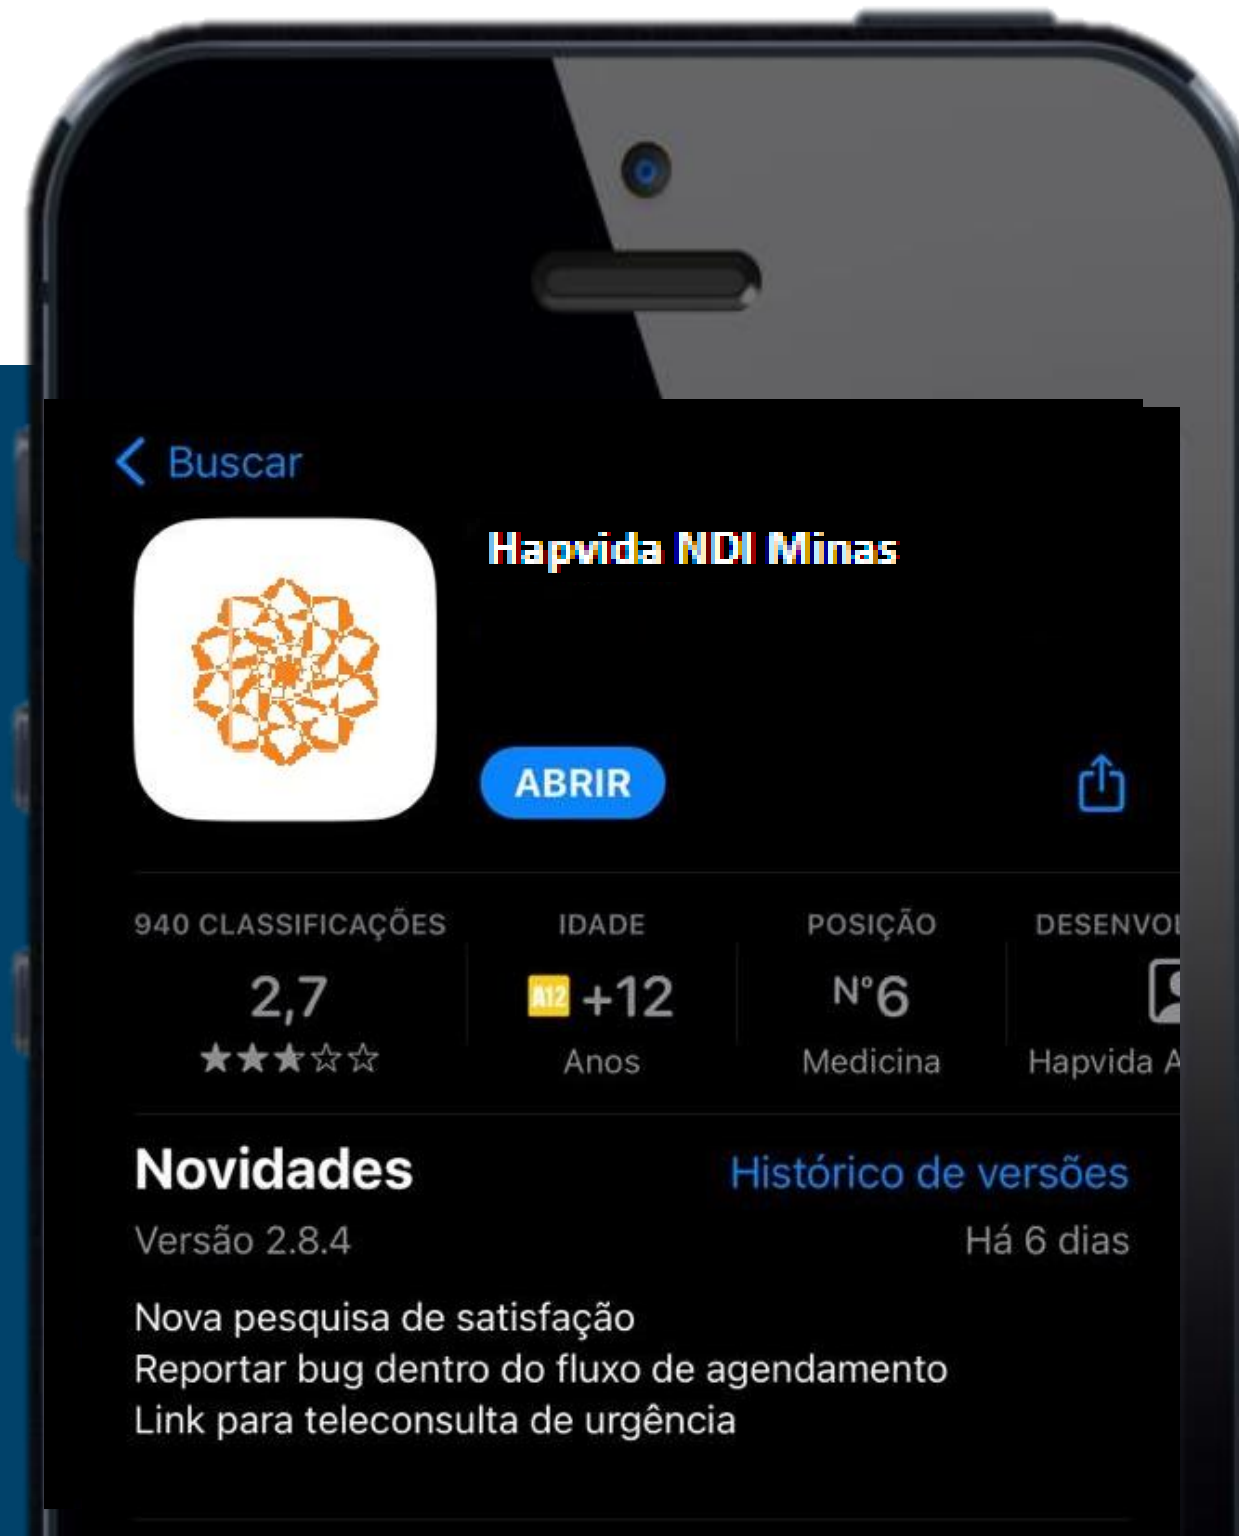 Buscar
Hapvida NDI Minas
ABRIR
940 CLASSIFICAÇÕES
2,7
IDADE
A12 +12
Anos
POSIÇÃO
Nº6
Medicina
DESENVOL
Hapvida A
Novidades
Histórico de versões
Versão 2.8.4
Há 6 dias
Nova pesquisa de satisfação
Reportar bug dentro do fluxo de agendamento
Link para teleconsulta de urgência